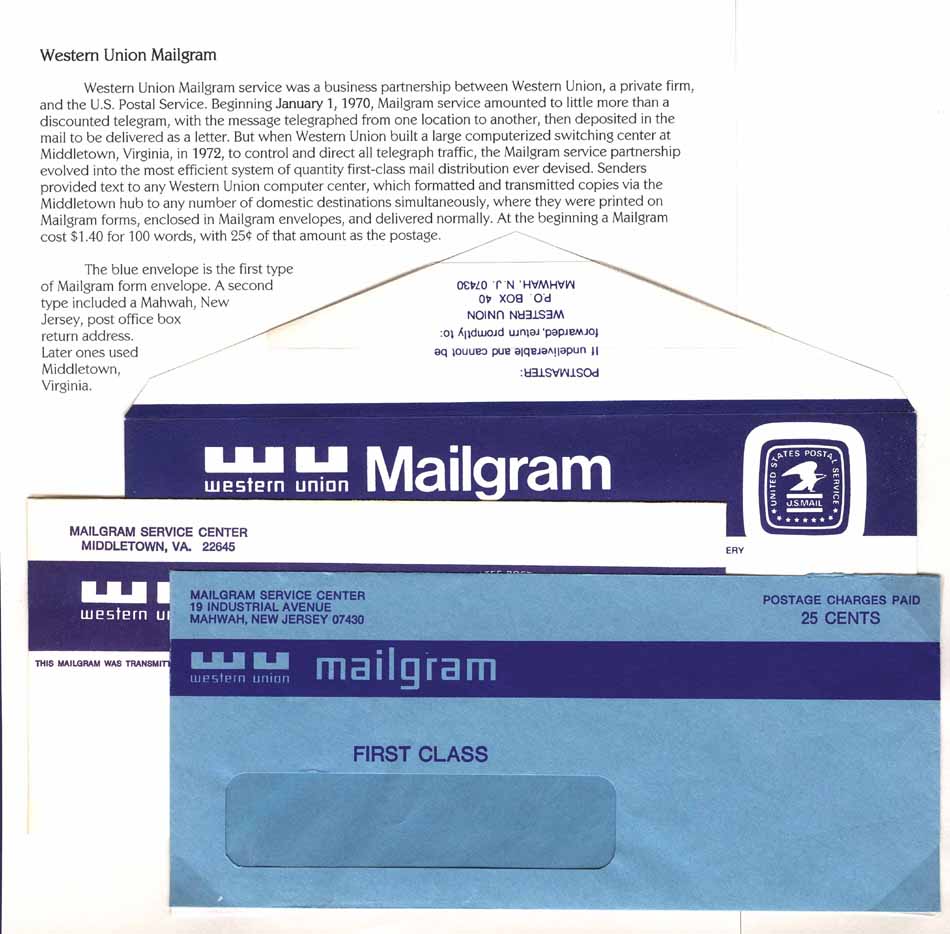 Western Union Mailgram
Western Union Mailgram service was a business partnership between Western Union, a private firm,
and the U.S. Postal Service. Beginning January 1, 1970, Mailgram service amounted to little more than a
discounted telegram, with the message telegraphed from one location to another, then deposited in the
mail to be delivered as a letter. But when Western Union built a large computerized switching center at
Middletown, Virginia, in 1972, to control and direct all telegraph traffic, the Mailgram service partnership
evolved into the most efficient system of quantity first-class mail distribution ever devised. Senders
provided text to any Western Union computer center, which formatted and transmitted copies via the
Middletown hub to any number of domestic destinations simultaneously, where they were printed on
Mailgram forms, enclosed in Mailgram envelopes, and delivered normally. At the beginning a Mailgram
cost $1.40 for 100 words, with 25¢ of that amount as the postage.
The blue envelope is the first type
of Mailgram form envelope. A second
type included a Mahwah, New
Jersey, post office box
return address.
Later ones used
Middletown,
Virginia.
POSTMASTER:
If undeliverable and cannot be
forwarded, return promptly, to:
WESTERN UNION
P.O. BOX 40
MAHWAH, N.J. 07430
western union Mailgram
UNITED STATES POSTAL SERVICE
U.S.MAIL
ERY
MAILGRAM SERVICE CENTER
MIDDLETOWN, VA. 22645
western u
THIS MAILGRAM WAS TRANSMIT
MAILGRAM SERVICE CENTER
19 INDUSTRIAL AVENUE
MAHWAH, NEW JERSEY 07430
POSTAGE CHARGES PAID
25 CENTS
western union mailgram
FIRST CLASS